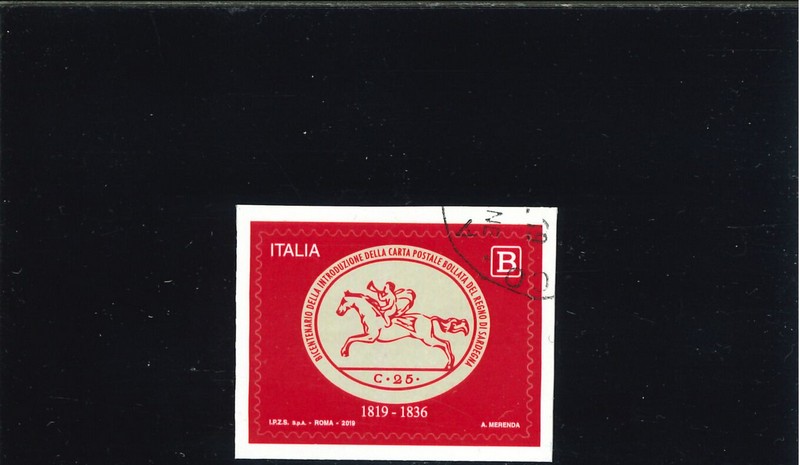 ITALIA
B
BICENTENARIO DELLA INTRODUZIONE DELLA CARTA POSTALE BOLLATA DEL REGNO DI SARDEGNA
C · 25 ·
1819 - 1836
I.P.Z.S. S.p.A. - ROMA - 2019
A. MERENDA